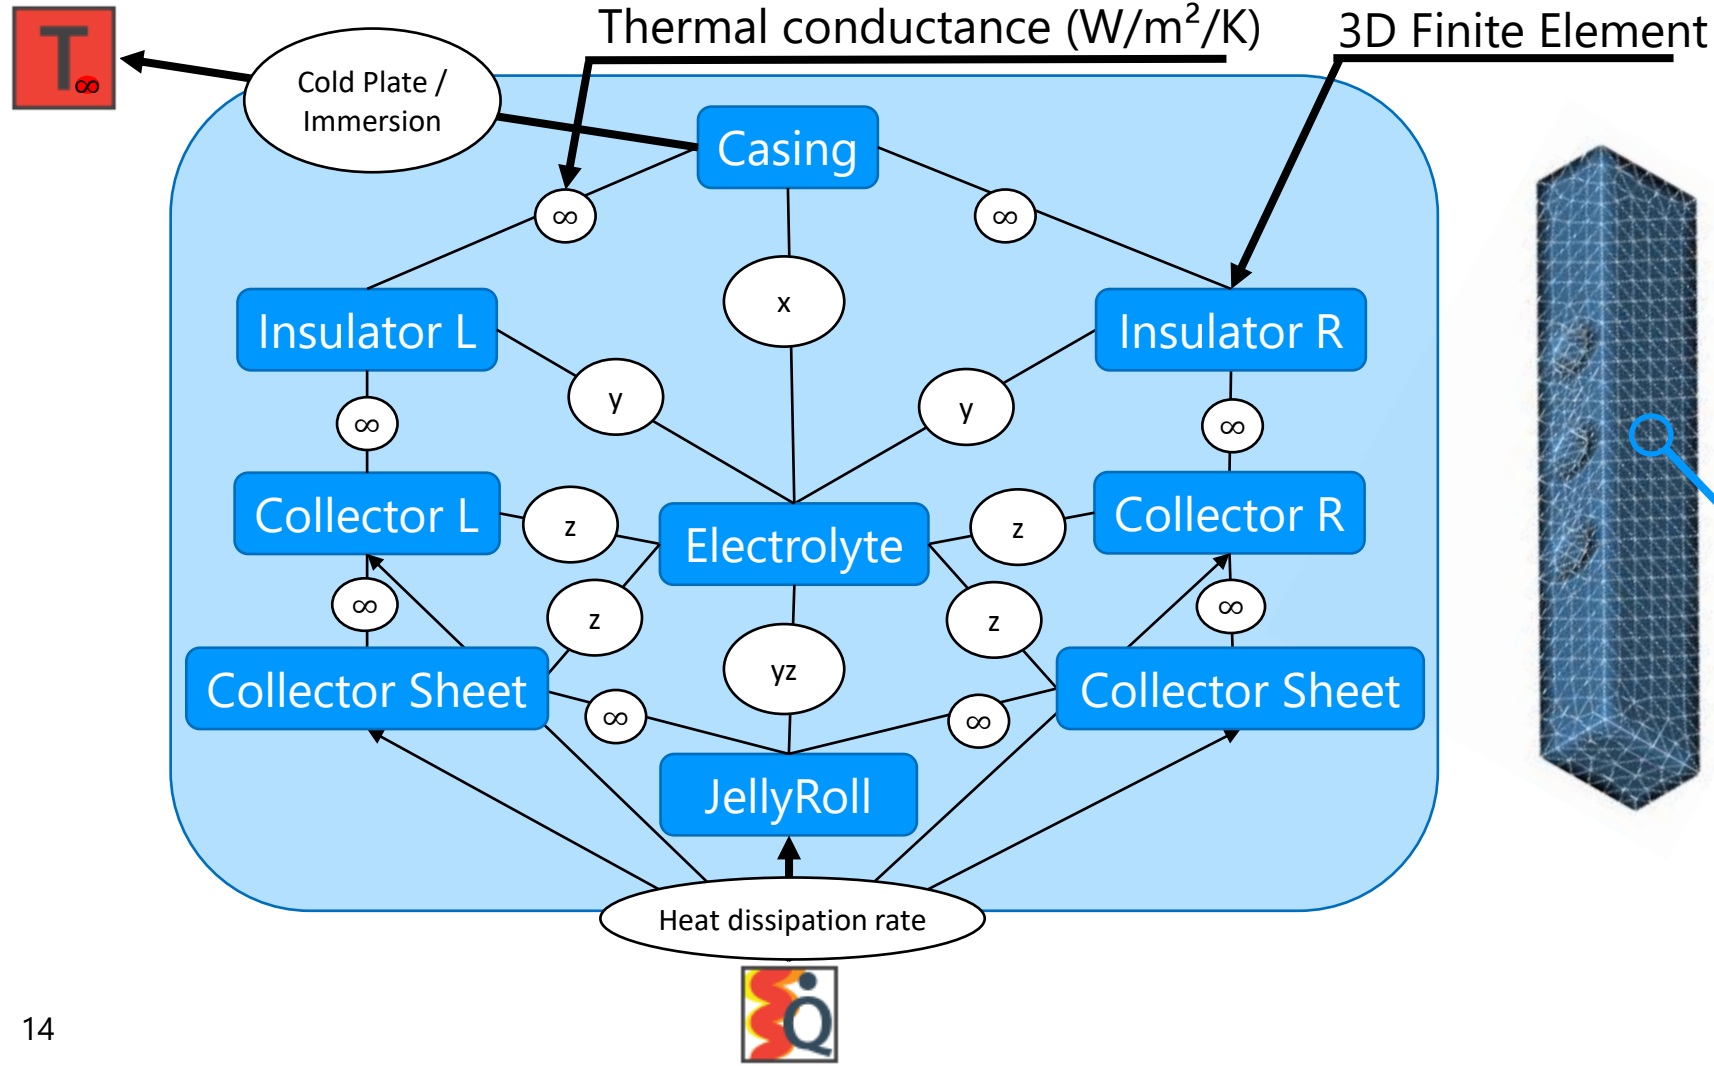 Thermal conductance (W/m²/K)
3D Finite Element
T∞
Cold Plate /
Immersion
Casing
∞
∞
x
Insulator L
Insulator R
y
y
∞
∞
Collector L
z
Electrolyte
z
Collector R
∞
z
z
∞
yz
Collector Sheet
Collector Sheet
∞
∞
JellyRoll
Heat dissipation rate
Q
14